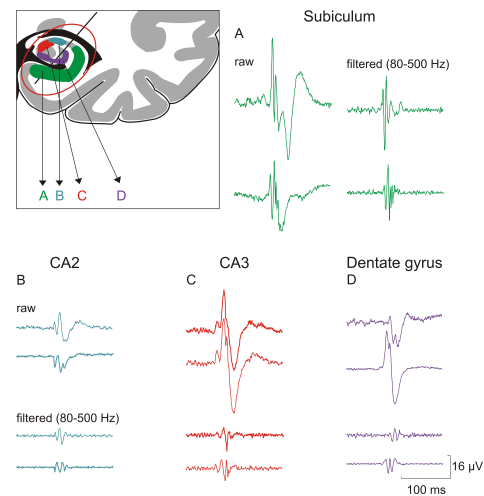 Subiculum
A
raw
filtered (80-500 Hz)
A B C D
CA2
CA3
Dentate gyrus
B
C
D
raw
filtered (80-500 Hz)
16 µV
100 ms